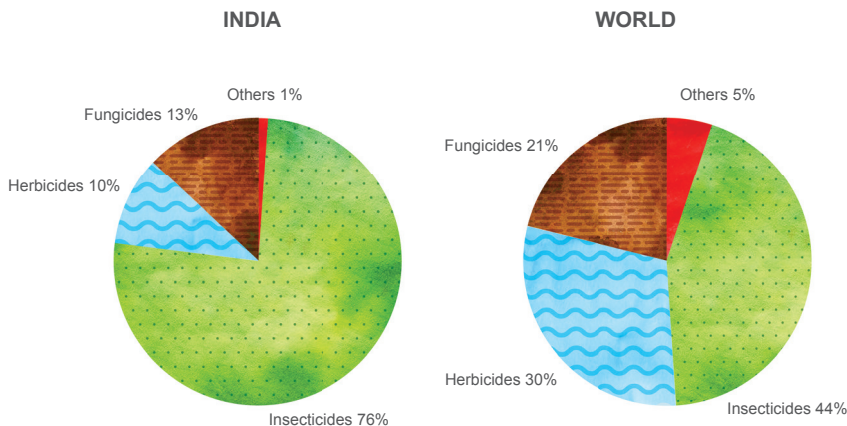 INDIA
Others 1%
Fungicides 13%
Herbicides 10%
Insecticides 76%
WORLD
Others 5%
Fungicides 21%
Herbicides 30%
Insecticides 44%